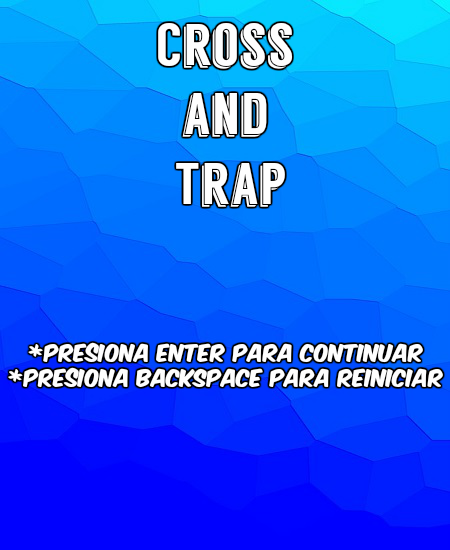 CROSS
AND
TRAP
*PRESIONA ENTER PARA CONTINUAR
*PRESIONA BACKSPACE PARA REINICIAR